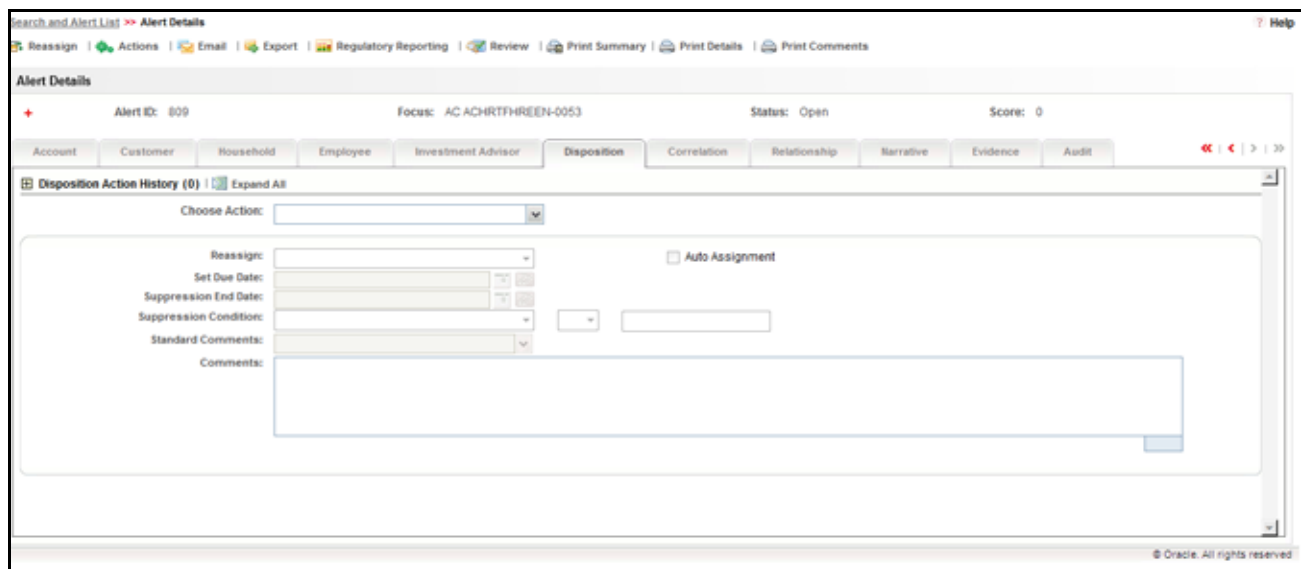 Search and Alert List >> Alert Details ? Help
Reassign | Actions | Email | Export | Regulatory Reporting | Review | Print Summary | Print Details | Print Comments
Alert Details
+ Alert ID: 809 Focus: AC ACHRTFHREEN-0053 Status: Open Score: 0
Account Customer Household Employee Investment Advisor Disposition Correlation Relationship Narrative Evidence Audit
Disposition Action History (0) | Expand All
Choose Action:
Reassign: Auto Assignment
Set Due Date:
Suppression End Date:
Suppression Condition:
Standard Comments:
Comments:
© Oracle. All rights reserved